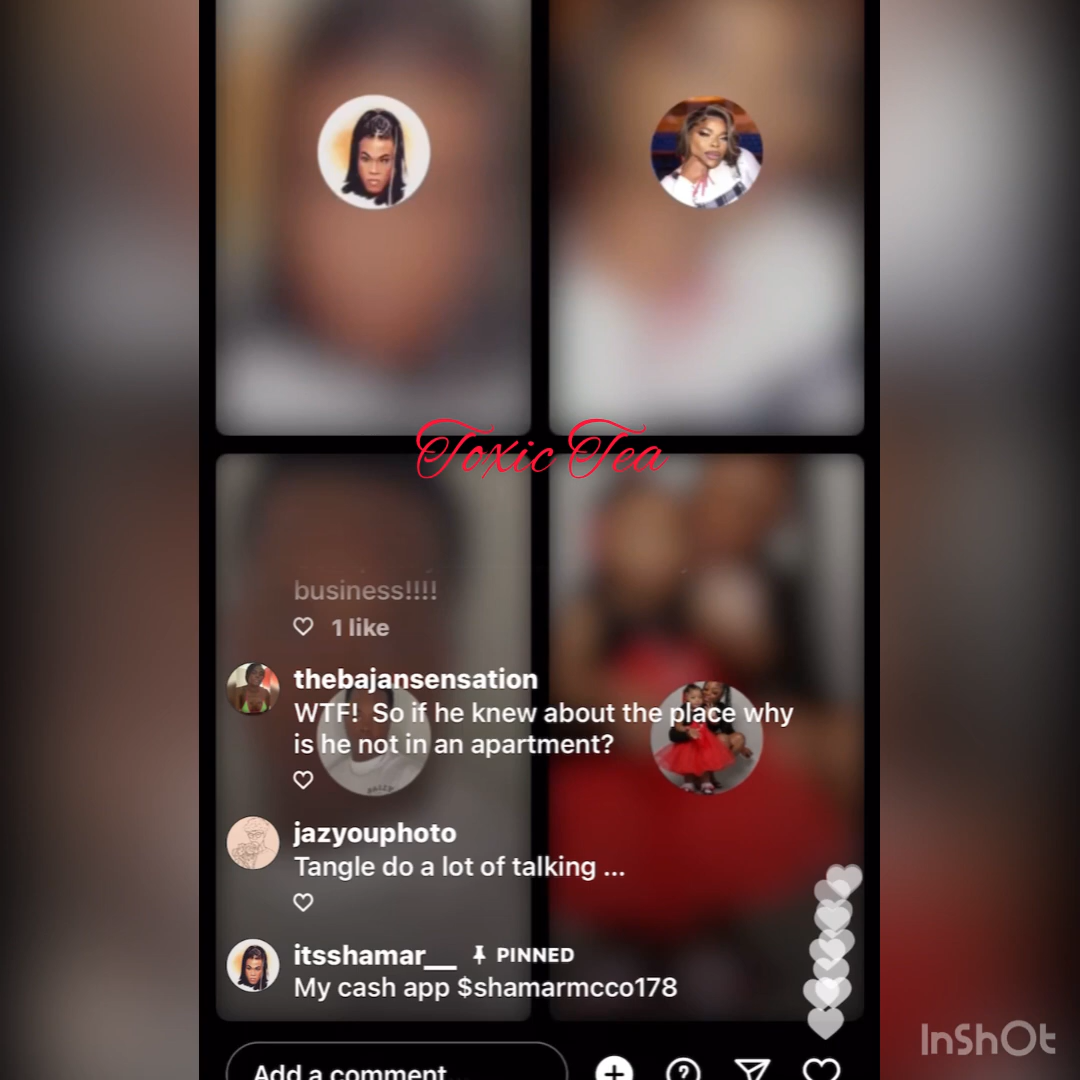 Toxic Tea
business!!!!
1 like
thebajansensation
WTF!  So if he knew about the place why
is he not in an apartment?
jazyouphoto
Tangle do a lot of talking ...
itsshamar__ PINNED
My cash app $shamarmcco178
Add a comment...
InShOt